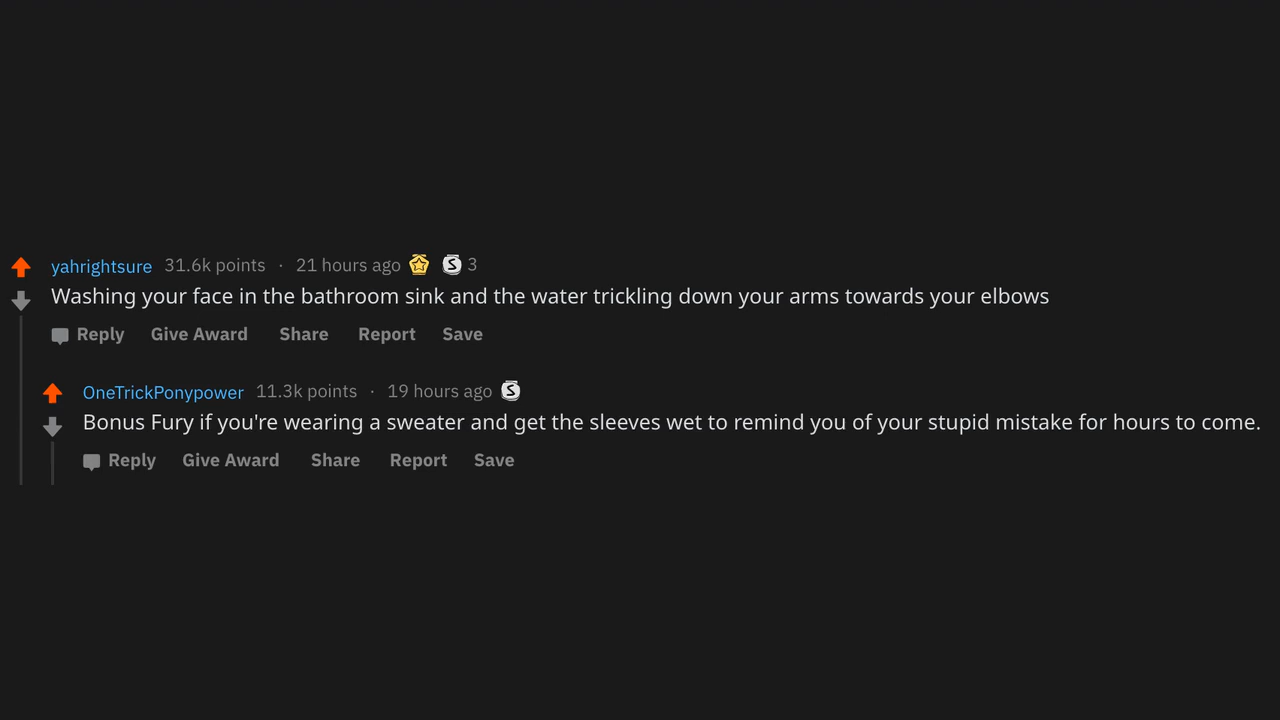 yahrightsure 31.6k points · 21 hours ago S 3
Washing your face in the bathroom sink and the water trickling down your arms towards your elbows
Reply Give Award Share Report Save
OneTrickPonypower 11.3k points · 19 hours ago S
Bonus Fury if you're wearing a sweater and get the sleeves wet to remind you of your stupid mistake for hours to come.
Reply Give Award Share Report Save